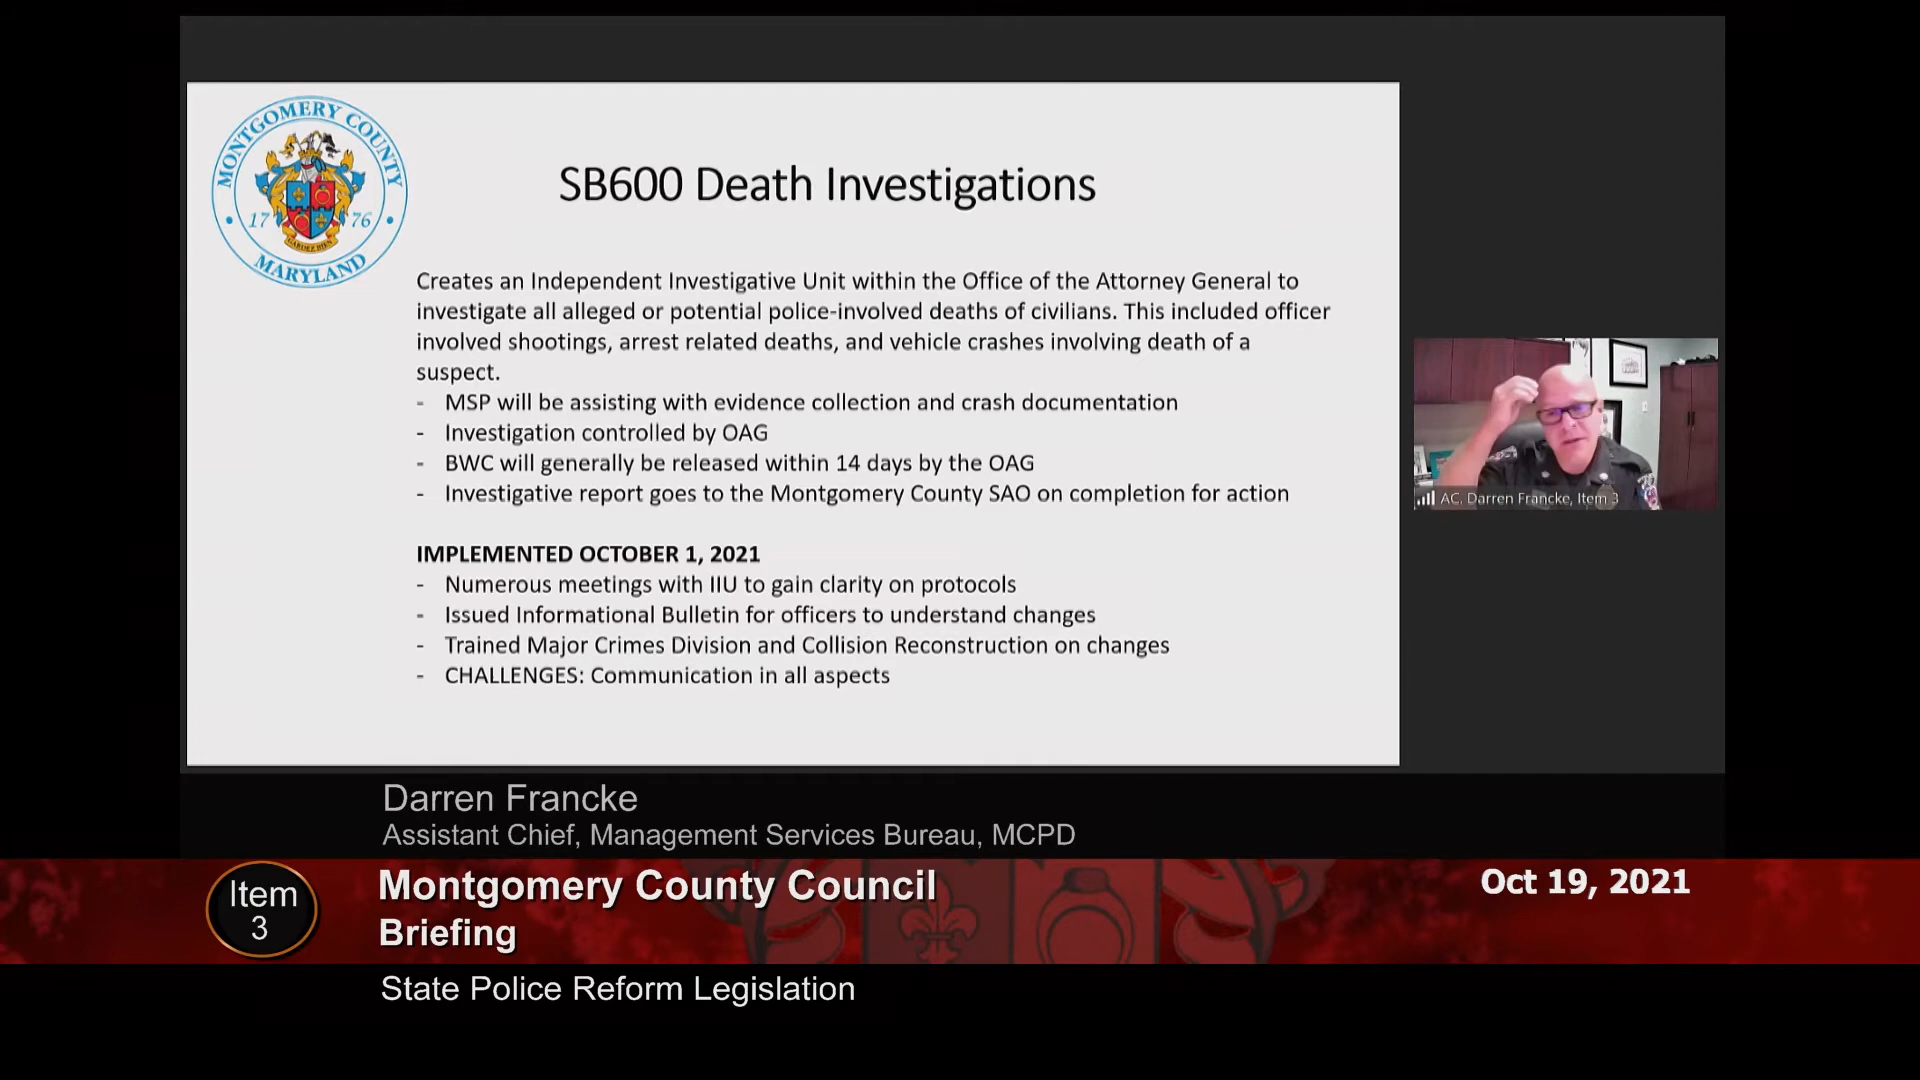 MONTGOMERY COUNTY
17 76
GARDEZ BIEN
MARYLAND
SB600 Death Investigations
Creates an Independent Investigative Unit within the Office of the Attorney General to
investigate all alleged or potential police-involved deaths of civilians. This included officer
involved shootings, arrest related deaths, and vehicle crashes involving death of a
suspect.
- MSP will be assisting with evidence collection and crash documentation
- Investigation controlled by OAG
- BWC will generally be released within 14 days by the OAG
- Investigative report goes to the Montgomery County SAO on completion for action
IMPLEMENTED OCTOBER 1, 2021
- Numerous meetings with IIU to gain clarity on protocols
- Issued Informational Bulletin for officers to understand changes
- Trained Major Crimes Division and Collision Reconstruction on changes
- CHALLENGES: Communication in all aspects
AC. Darren Francke, Item 3
Darren Francke
Assistant Chief, Management Services Bureau, MCPD
Item
3
Montgomery County Council
Briefing
Oct 19, 2021
State Police Reform Legislation